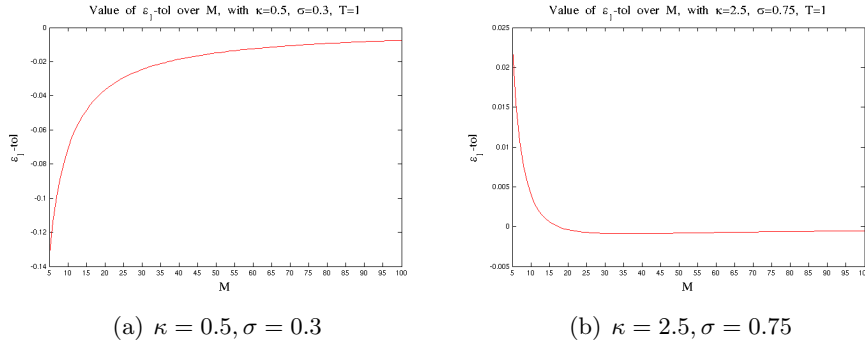 Value of ε₁-tol over M, with κ=0.5, σ=0.3, T=1
0
-0.02
-0.04
-0.06
-0.08
-0.1
-0.12
-0.14
ε₁-tol
5 10 15 20 25 30 35 40 45 50 55 60 65 70 75 80 85 90 95 100
M
(a) κ = 0.5, σ = 0.3
Value of ε₁-tol over M, with κ=2.5, σ=0.75, T=1
0.025
0.02
0.015
0.01
0.005
0
-0.005
ε₁-tol
5 10 15 20 25 30 35 40 45 50 55 60 65 70 75 80 85 90 95 100
M
(b) κ = 2.5, σ = 0.75